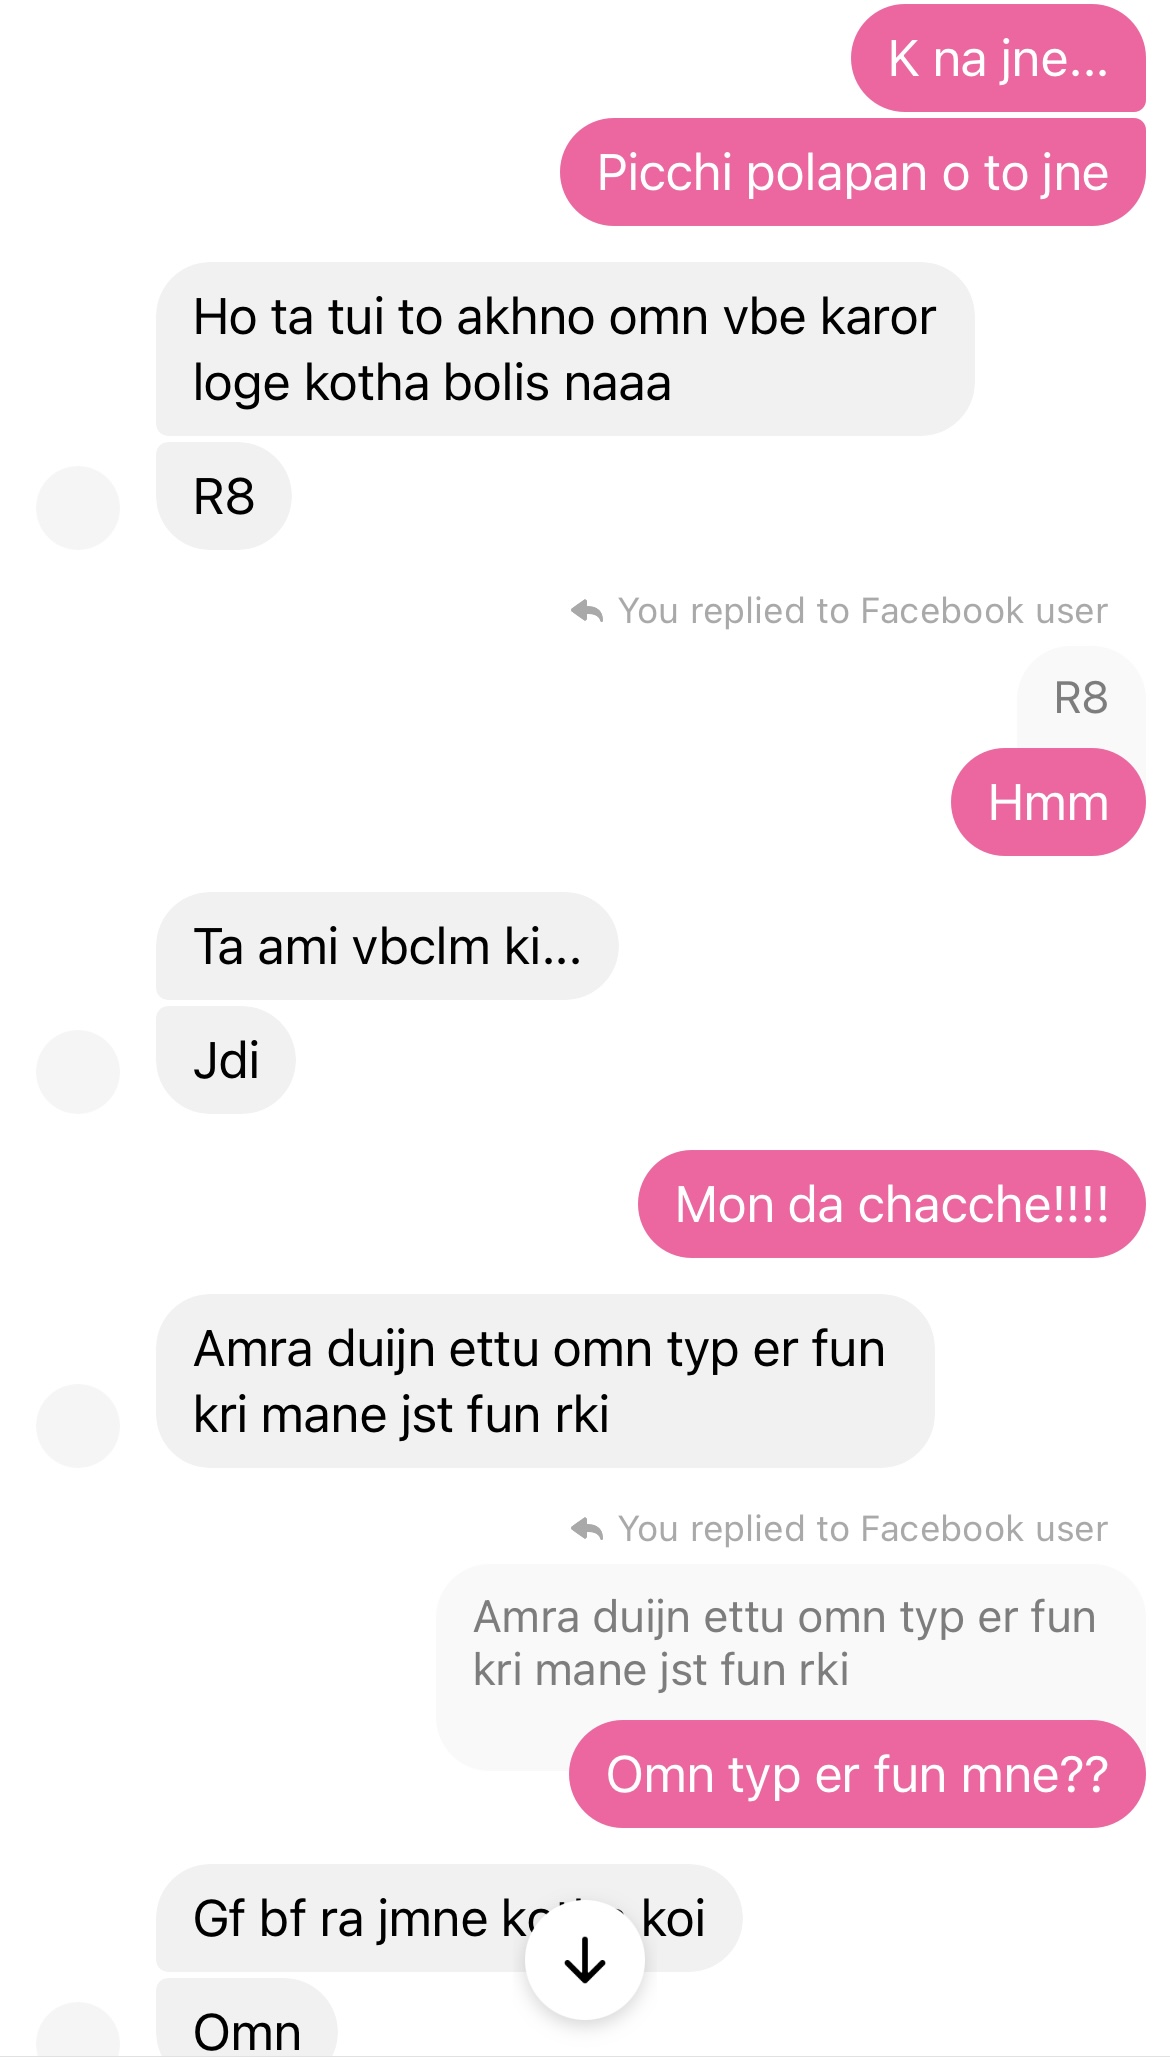 K na jne...
Picchi polapan o to jne
Ho ta tui to akhno omn vbe karor
loge kotha bolis naaa
R8
You replied to Facebook user
R8
Hmm
Ta ami vbclm ki...
Jdi
Mon da chacche!!!!
Amra duijn ettu omn typ er fun
kri mane jst fun rki
You replied to Facebook user
Amra duijn ettu omn typ er fun
kri mane jst fun rki
Omn typ er fun mne??
Gf bf ra jmne koi
Omn